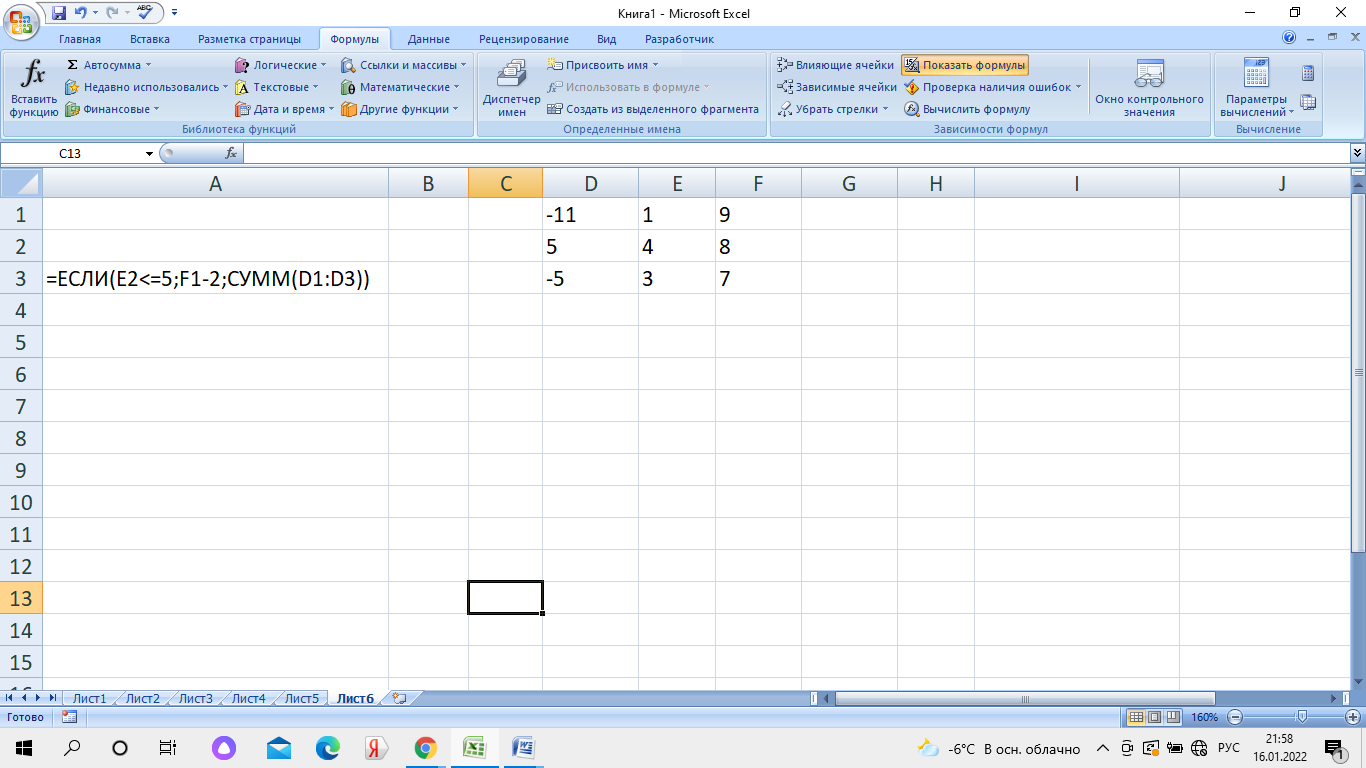 Книга1 - Microsoft Excel
Главная Вставка Разметка страницы Формулы Данные Рецензирование Вид Разработчик
fx Вставить функцию
Σ Автосумма
Недавно использовались
Финансовые
Логические
Текстовые
Дата и время
Ссылки и массивы
Математические
Другие функции
Библиотека функций
Диспетчер имен
Присвоить имя
Использовать в формуле
Создать из выделенного фрагмента
Определенные имена
Влияющие ячейки
Зависимые ячейки
Убрать стрелки
Показать формулы
Проверка наличия ошибок
Вычислить формулу
Окно контрольного значения
Зависимости формул
Параметры вычислений
Вычисление
C13 fx
A B C D E F G H I J
1 -11 1 9
2 5 4 8
3 =ЕСЛИ(E2<=5;F1-2;СУММ(D1:D3)) -5 3 7
4
5
6
7
8
9
10
11
12
13
14
15
Лист1 Лист2 Лист3 Лист4 Лист5 Лист6
Готово 160%
-6°C В осн. облачно РУС 21:58
16.01.2022 1